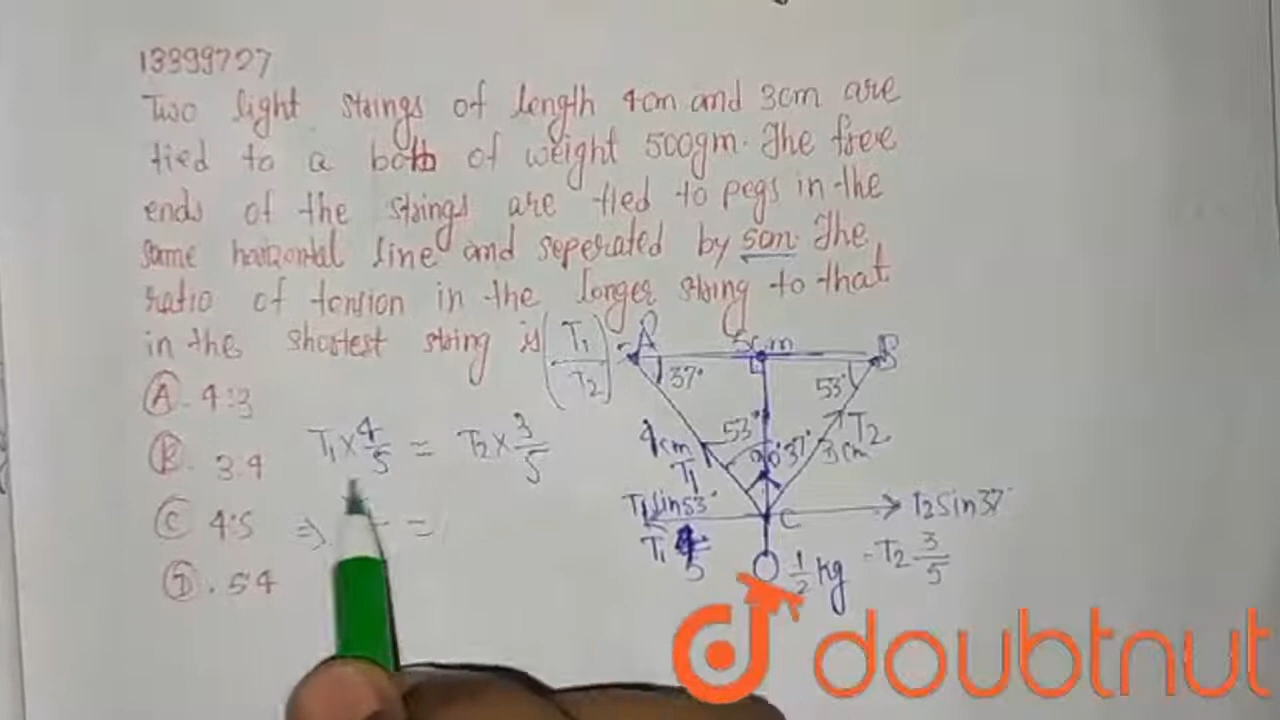 13399727
Two light strings of length 4cm and 3cm are
tied to a bob of weight 500gm. The free
ends of the strings are tied to pegs in the
same horizontal line and seperated by 5cm. The
ratio of tension in the longer string to that
in the shortest string is (T1/T2)
A
5cm
B
37°
53°
(A). 4:3
(B). 3:4
(C) 4:5
(D). 5:4
T1 × 4/5 = T2 × 3/5
⇒ =
53°
90°
37°
4cm
T1
T2
3cm
T1 sin53°
T1 4/5
C
T2 sin37°
= T2 3/5
1/2 kg
doubtnut